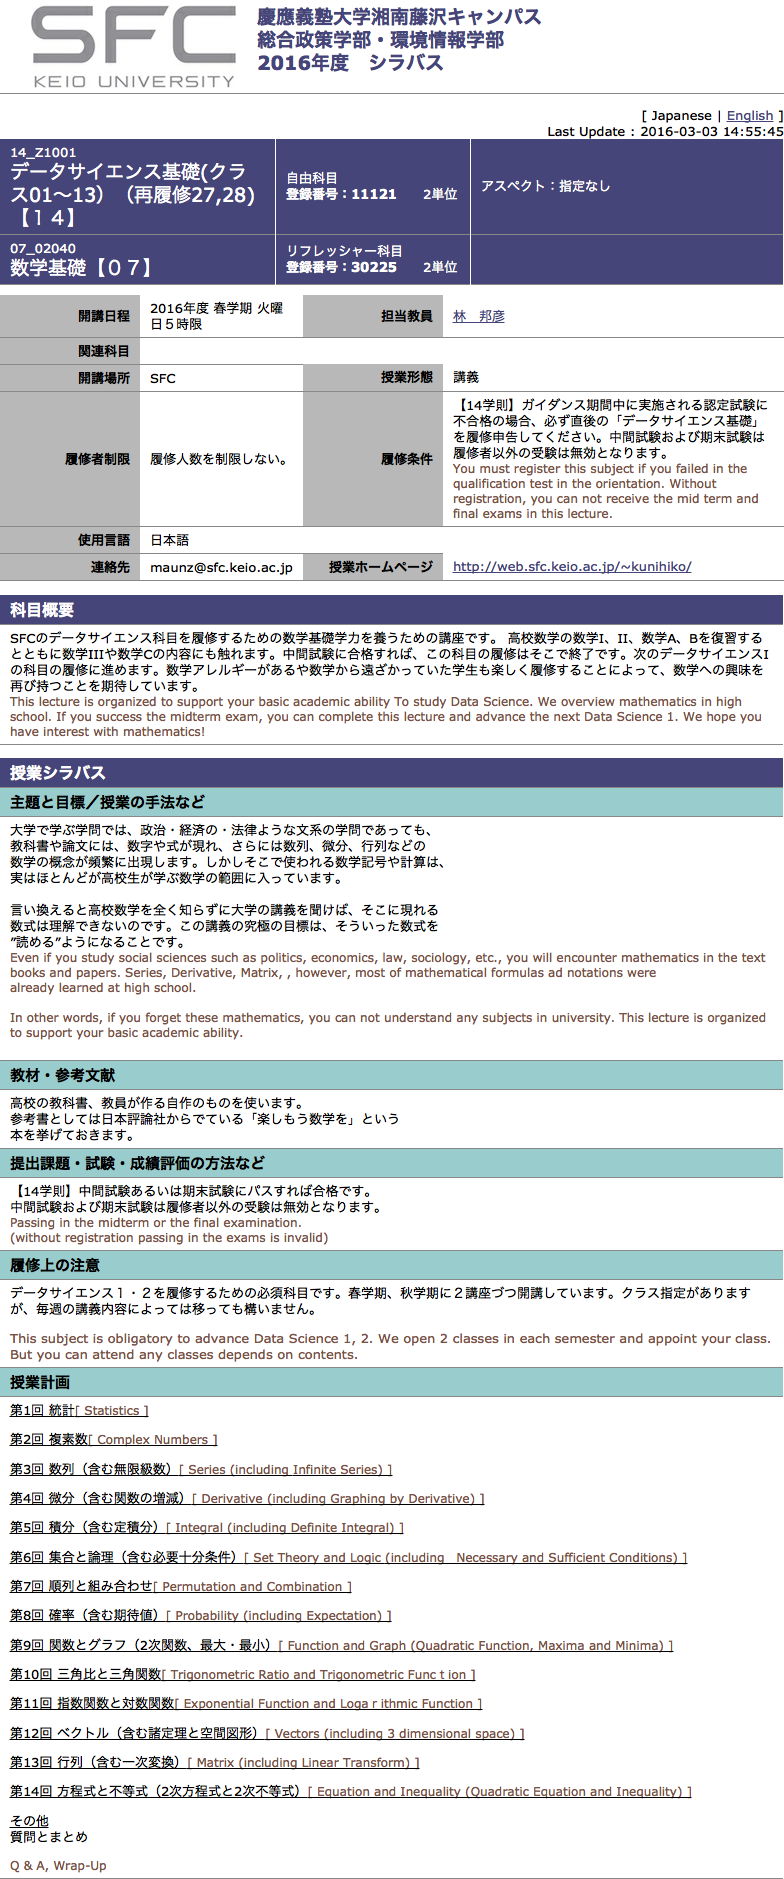 SFC
KEIO UNIVERSITY
慶應義塾大学湘南藤沢キャンパス
総合政策学部・環境情報学部
2016年度　シラバス
[ Japanese | English ]
Last Update : 2016-03-03 14:55:45
14_Z1001
データサイエンス基礎(クラ
ス01〜13）（再履修27,28)
【１４】
自由科目
登録番号：11121　　2単位
アスペクト：指定なし
07_02040
数学基礎【０７】
リフレッシャー科目
登録番号：30225　　2単位
開講日程
2016年度 春学期 火曜
日５時限
担当教員
林　邦彦
関連科目
開講場所
SFC
授業形態
講義
履修者制限
履修人数を制限しない。
履修条件
【14学則】ガイダンス期間中に実施される認定試験に
不合格の場合、必ず直後の「データサイエンス基礎」
を履修申告してください。中間試験および期末試験は
履修者以外の受験は無効となります。
You must register this subject if you failed in the
qualification test in the orientation. Without
registration, you can not receive the mid term and
final exams in this lecture.
使用言語
日本語
連絡先
maunz@sfc.keio.ac.jp
授業ホームページ
http://web.sfc.keio.ac.jp/~kunihiko/
科目概要
SFCのデータサイエンス科目を履修するための数学基礎学力を養うための講座です。 高校数学の数学I、II、数学A、Bを復習する
とともに数学IIIや数学Cの内容にも触れます。中間試験に合格すれば、この科目の履修はそこで終了です。次のデータサイエンスI
の科目の履修に進めます。数学アレルギーがあるや数学から遠ざかっていた学生も楽しく履修することによって、数学への興味を
再び持つことを期待しています。
This lecture is organized to support your basic academic ability To study Data Science. We overview mathematics in high
school. If you success the midterm exam, you can complete this lecture and advance the next Data Science 1. We hope you
have interest with mathematics!
授業シラバス
主題と目標／授業の手法など
大学で学ぶ学問では、政治・経済の・法律ような文系の学問であっても、
教科書や論文には、数字や式が現れ、さらには数列、微分、行列などの
数学の概念が頻繁に出現します。しかしそこで使われる数学記号や計算は、
実はほとんどが高校生が学ぶ数学の範囲に入っています。
言い換えると高校数学を全く知らずに大学の講義を聞けば、そこに現れる
数式は理解できないのです。この講義の究極の目標は、そういった数式を
”読める”ようになることです。
Even if you study social sciences such as politics, economics, law, sociology, etc., you will encounter mathematics in the text
books and papers. Series, Derivative, Matrix, , however, most of mathematical formulas ad notations were
already learned at high school.
In other words, if you forget these mathematics, you can not understand any subjects in university. This lecture is organized
to support your basic academic ability.
教材・参考文献
高校の教科書、教員が作る自作のものを使います。
参考書としては日本評論社からでている「楽しもう数学を」という
本を挙げておきます。
提出課題・試験・成績評価の方法など
【14学則】中間試験あるいは期末試験にパスすれば合格です。
中間試験および期末試験は履修者以外の受験は無効となります。
Passing in the midterm or the final examination.
(without registration passing in the exams is invalid)
履修上の注意
データサイエンス１・２を履修するための必須科目です。春学期、秋学期に２講座づつ開講しています。クラス指定があります
が、毎週の講義内容によっては移っても構いません。
This subject is obligatory to advance Data Science 1, 2. We open 2 classes in each semester and appoint your class.
But you can attend any classes depends on contents.
授業計画
第1回 統計[ Statistics ]
第2回 複素数[ Complex Numbers ]
第3回 数列（含む無限級数）[ Series (including Infinite Series) ]
第4回 微分（含む関数の増減）[ Derivative (including Graphing by Derivative) ]
第5回 積分（含む定積分）[ Integral (including Definite Integral) ]
第6回 集合と論理（含む必要十分条件）[ Set Theory and Logic (including　Necessary and Sufficient Conditions) ]
第7回 順列と組み合わせ[ Permutation and Combination ]
第8回 確率（含む期待値）[ Probability (including Expectation) ]
第9回 関数とグラフ（2次関数、最大・最小）[ Function and Graph (Quadratic Function, Maxima and Minima) ]
第10回 三角比と三角関数[ Trigonometric Ratio and Trigonometric Func t ion ]
第11回 指数関数と対数関数[ Exponential Function and Loga r ithmic Function ]
第12回 ベクトル（含む諸定理と空間図形）[ Vectors (including 3 dimensional space) ]
第13回 行列（含む一次変換）[ Matrix (including Linear Transform) ]
第14回 方程式と不等式（2次方程式と2次不等式）[ Equation and Inequality (Quadratic Equation and Inequality) ]
その他
質問とまとめ
Q & A, Wrap-Up